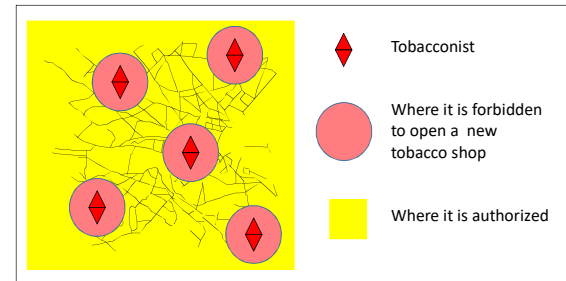 Tobacconist
Where it is forbidden
to open a new
tobacco shop
Where it is authorized